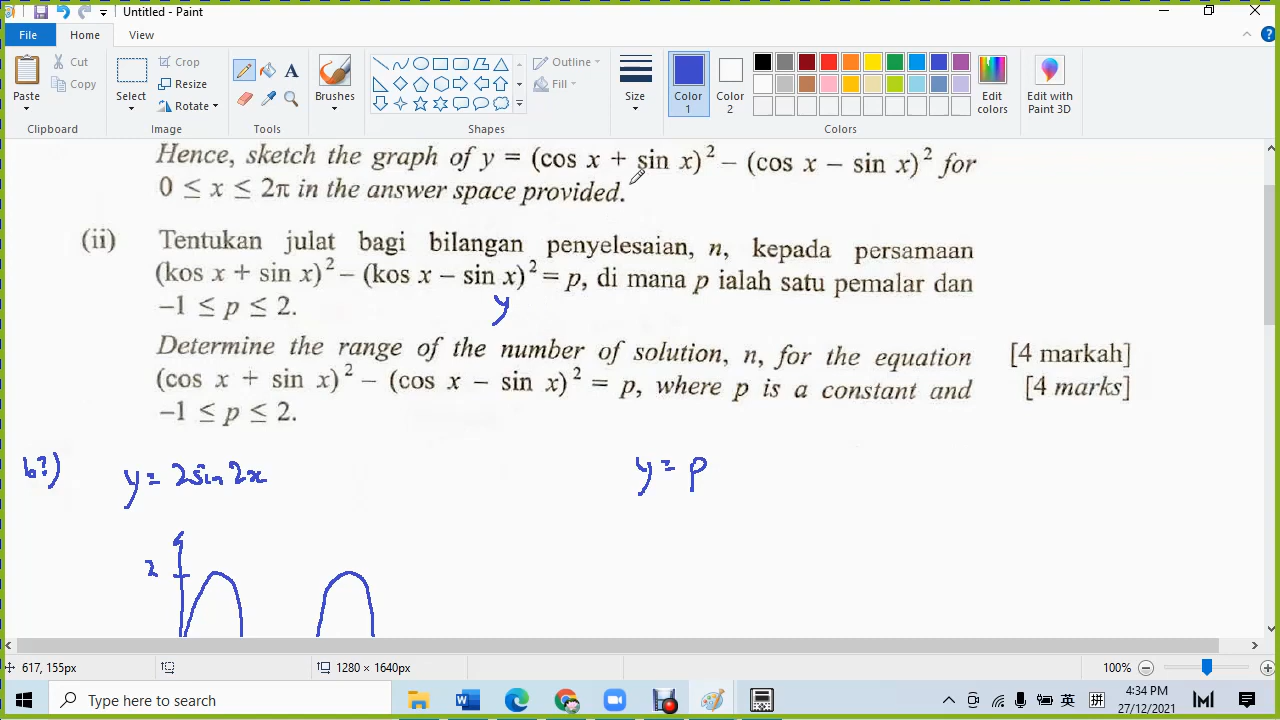 Untitled - Paint
File Home View
Paste Cut Copy Clipboard
Select Crop Resize Rotate Image
Tools
Brushes
Shapes
Outline Fill
Size
Color 1 Color 2
Colors
Edit colors
Edit with Paint 3D
Hence, sketch the graph of y = (cos x + sin x)² − (cos x − sin x)² for
0 ≤ x ≤ 2π in the answer space provided.
(ii) Tentukan julat bagi bilangan penyelesaian, n, kepada persamaan
(kos x + sin x)² − (kos x − sin x)² = p, di mana p ialah satu pemalar dan
−1 ≤ p ≤ 2.
y
Determine the range of the number of solution, n, for the equation [4 markah]
(cos x + sin x)² − (cos x − sin x)² = p, where p is a constant and [4 marks]
−1 ≤ p ≤ 2.
y = 2sin2x
y = p
2
617, 155px
1280 × 1640px
100%
Type here to search
英 拼
4:34 PM
27/12/2021